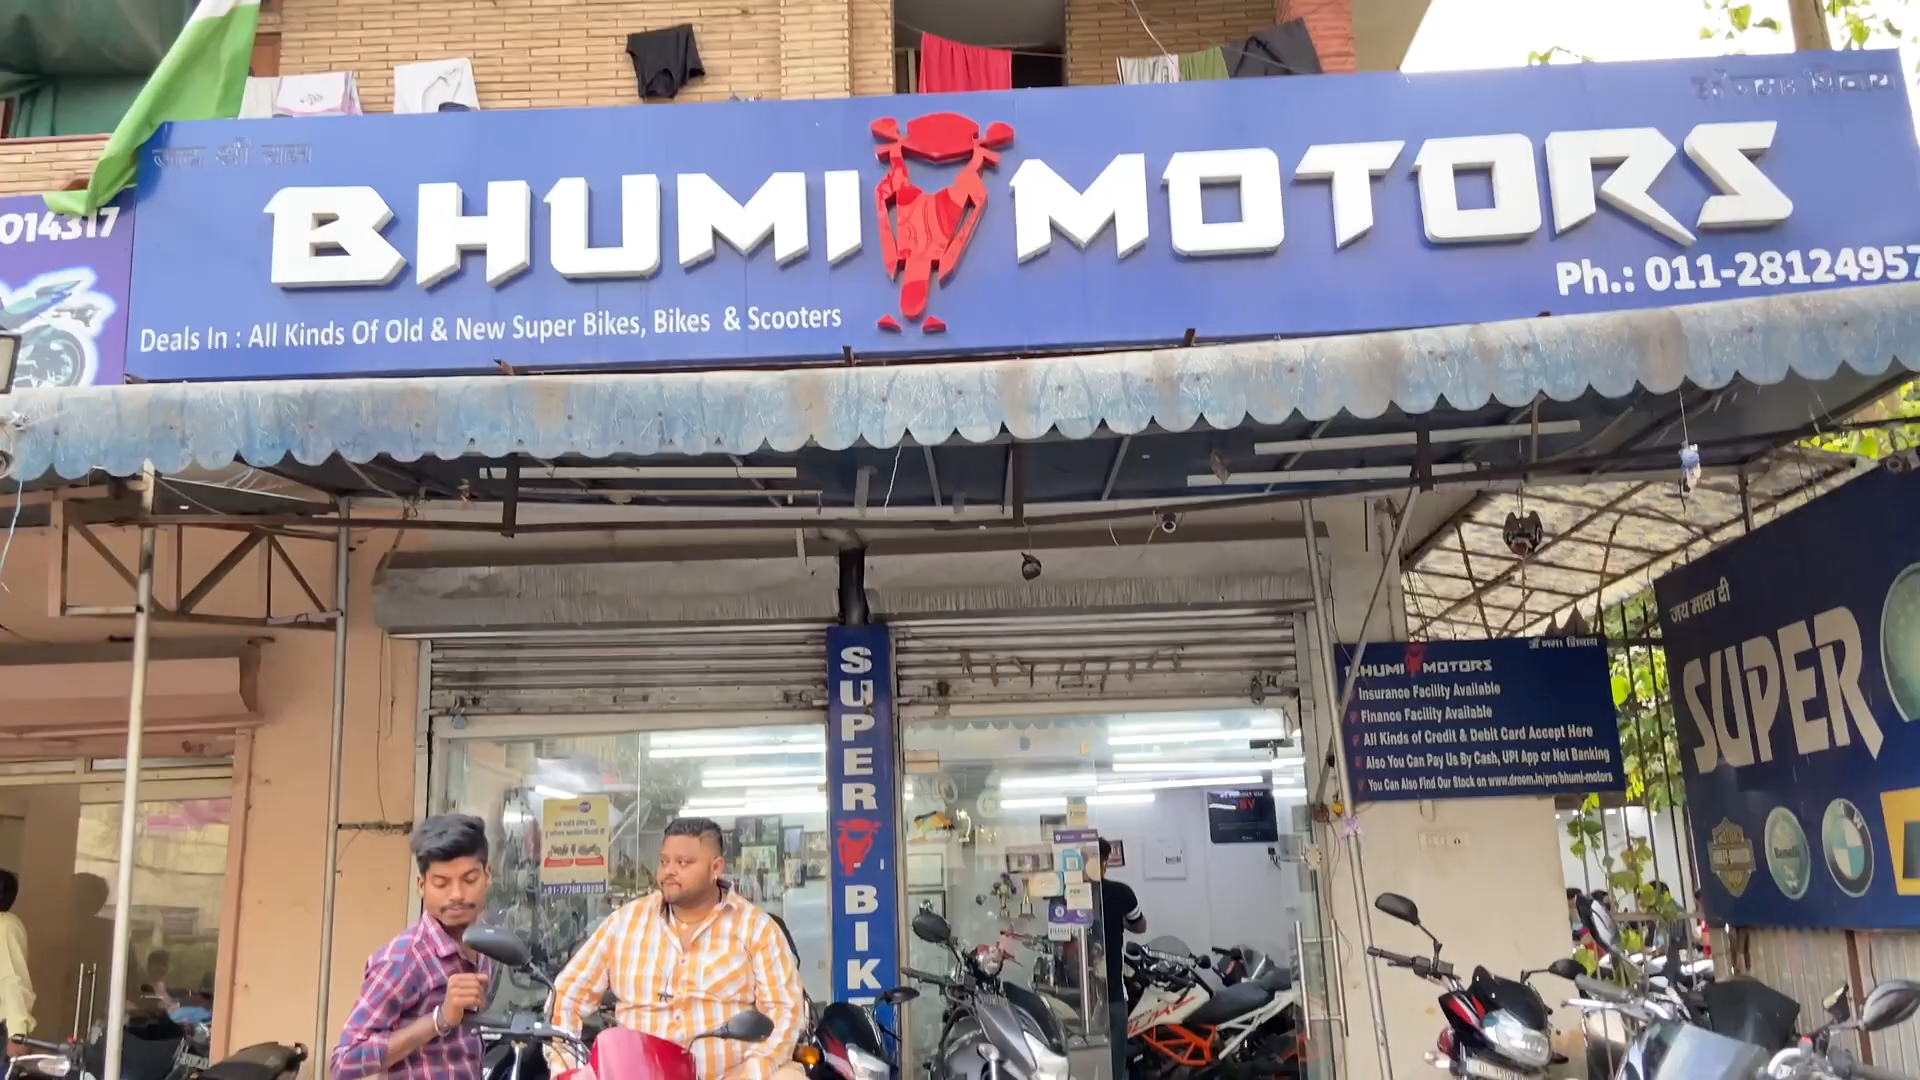 BHUMI MOTORS
Deals In : All Kinds Of Old & New Super Bikes, Bikes & Scooters
Ph.: 011-28124957
014317
SUPER BIKE
BHUMI MOTORS
Insurance Facility Available
Finance Facility Available
All Kinds of Credit & Debit Card Accept Here
Also You Can Pay Us By Cash, UPI App or Net Banking
You Can Also Find Our Stock on www.droom.in/pro/bhumi-motors
जय माता दी
SUPER